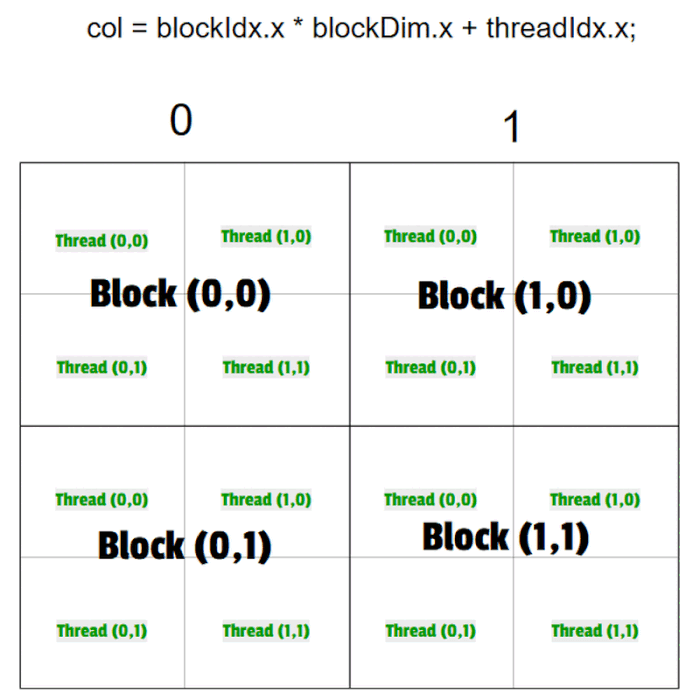 col = blockIdx.x * blockDim.x + threadIdx.x;
0 1
Thread (0,0) Thread (1,0) Thread (0,0) Thread (1,0)
Block (0,0) Block (1,0)
Thread (0,1) Thread (1,1) Thread (0,1) Thread (1,1)
Thread (0,0) Thread (1,0) Thread (0,0) Thread (1,0)
Block (0,1) Block (1,1)
Thread (0,1) Thread (1,1) Thread (0,1) Thread (1,1)